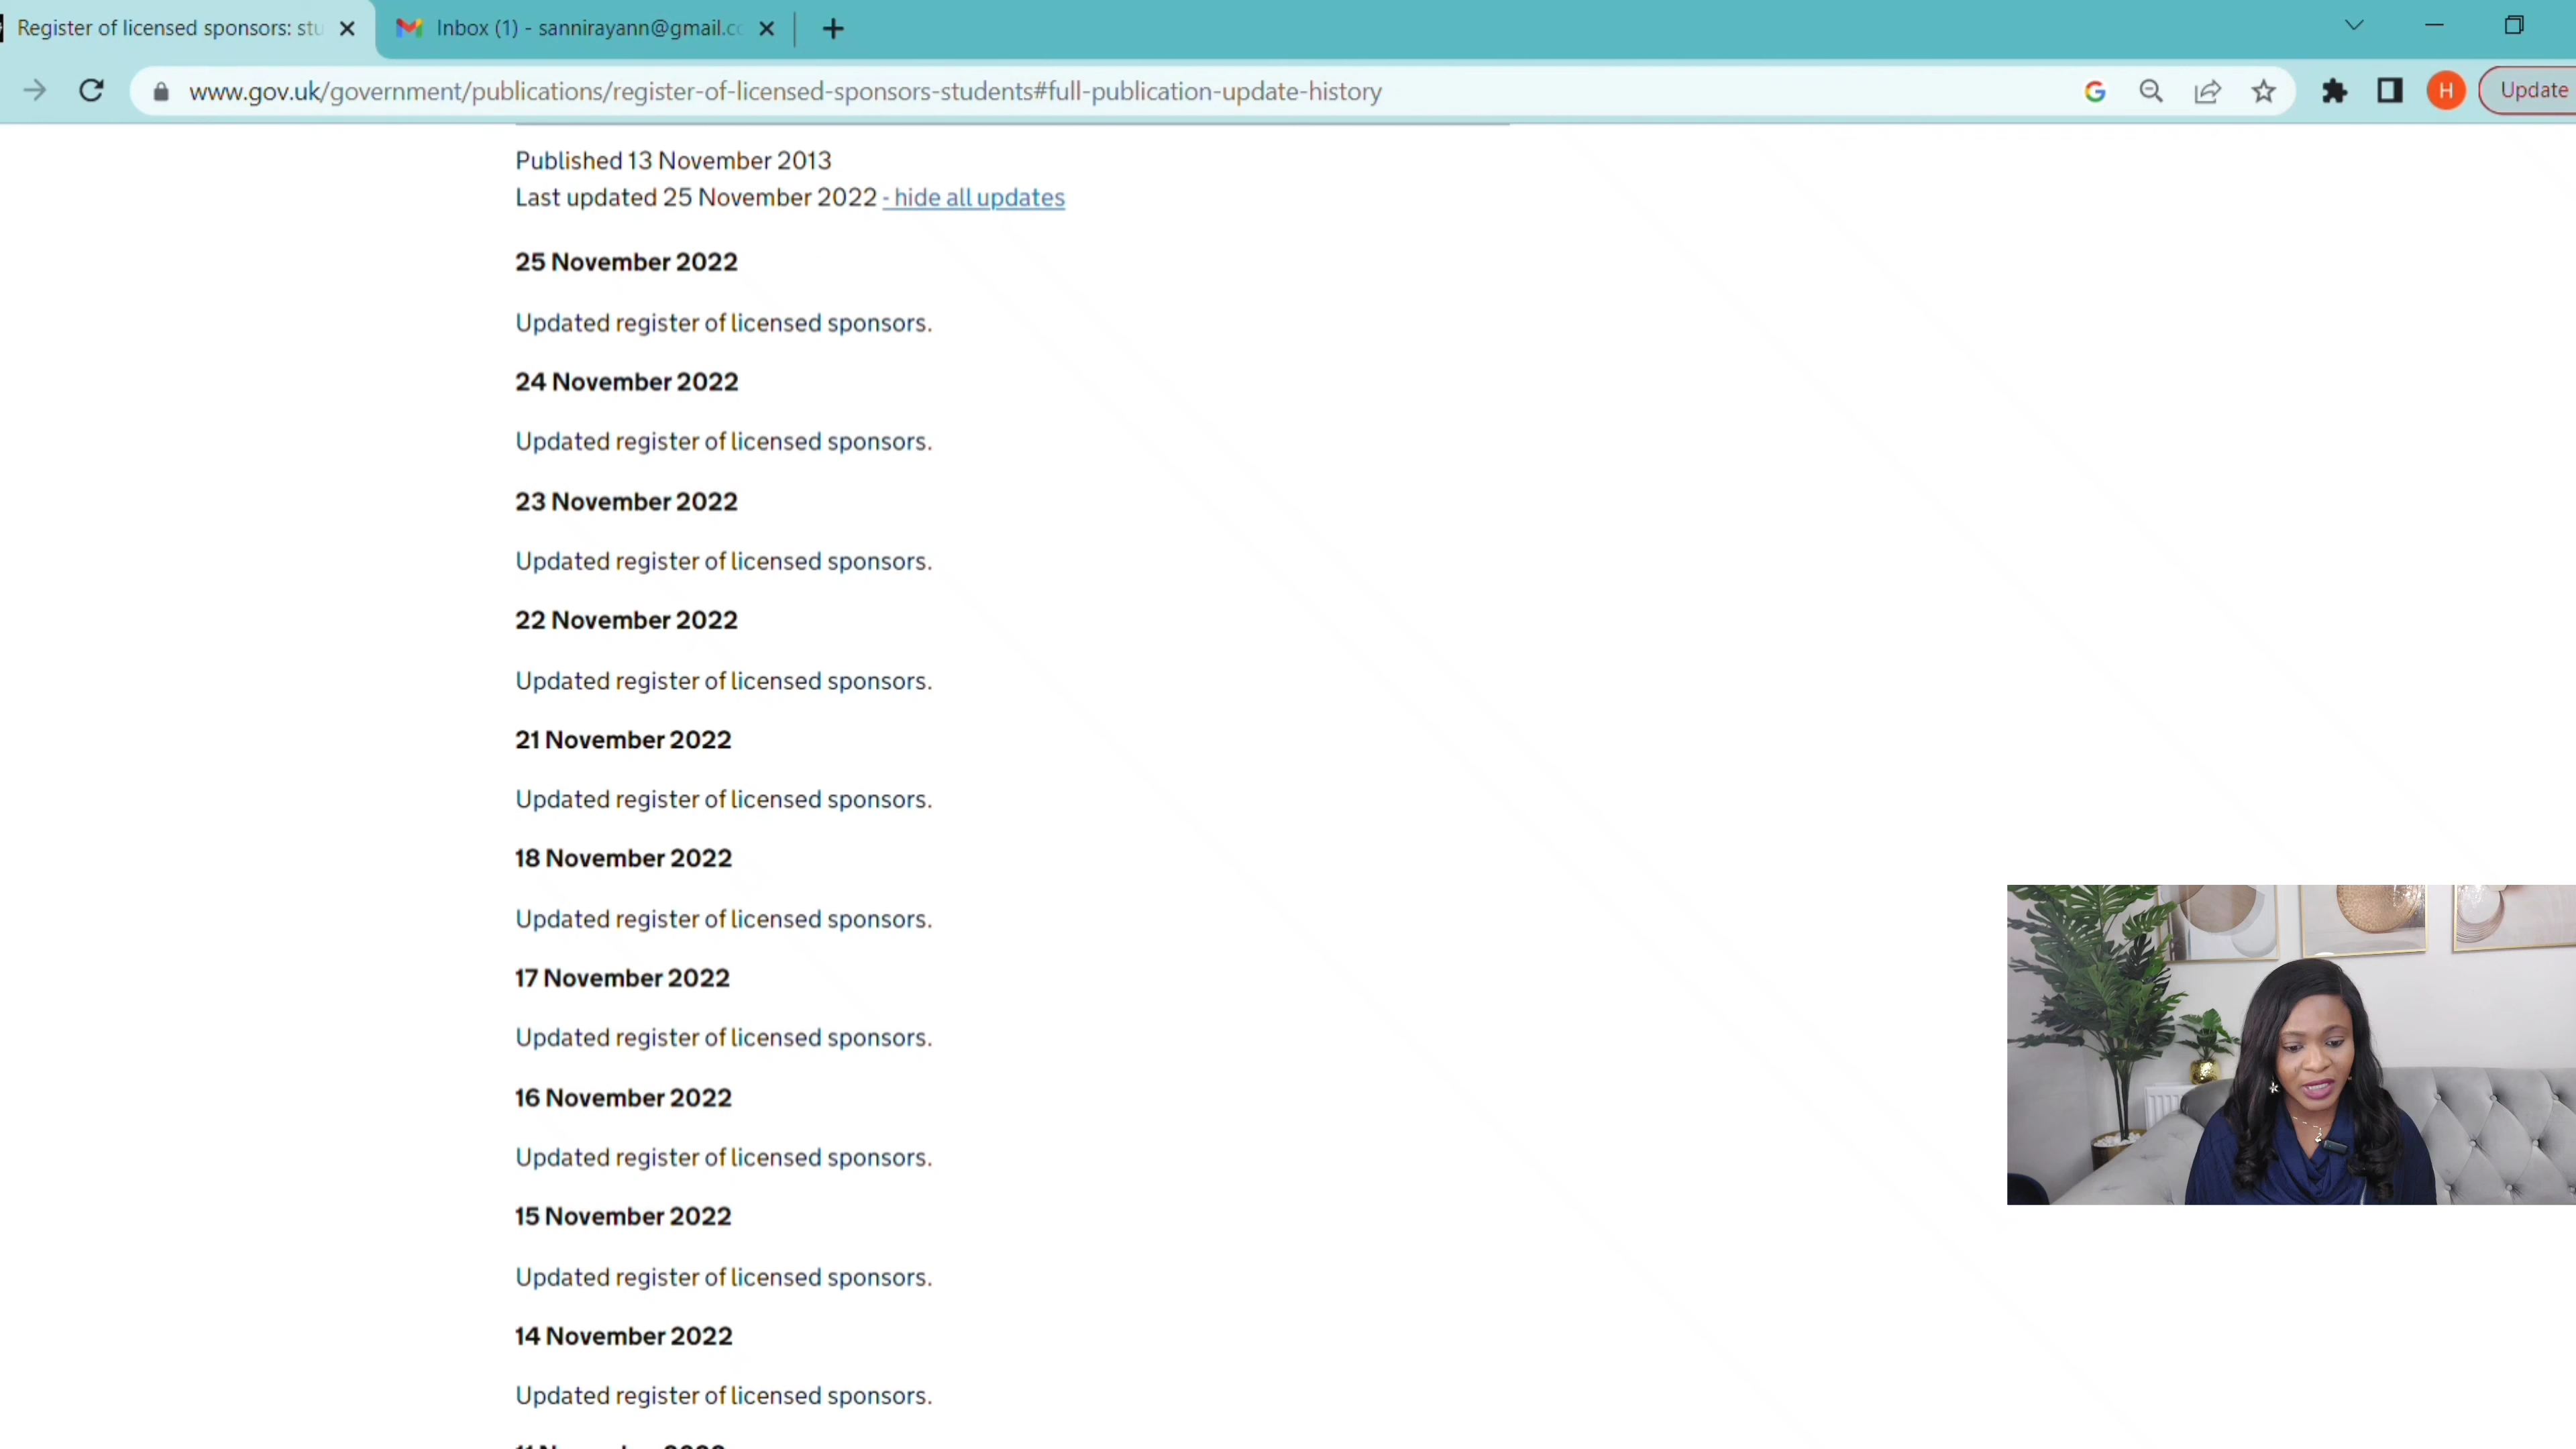 Register of licensed sponsors: stu
Inbox (1) - sannirayann@gmail.co
www.gov.uk/government/publications/register-of-licensed-sponsors-students#full-publication-update-history
H
Update
Published 13 November 2013
Last updated 25 November 2022 - hide all updates
25 November 2022
Updated register of licensed sponsors.
24 November 2022
Updated register of licensed sponsors.
23 November 2022
Updated register of licensed sponsors.
22 November 2022
Updated register of licensed sponsors.
21 November 2022
Updated register of licensed sponsors.
18 November 2022
Updated register of licensed sponsors.
17 November 2022
Updated register of licensed sponsors.
16 November 2022
Updated register of licensed sponsors.
15 November 2022
Updated register of licensed sponsors.
14 November 2022
Updated register of licensed sponsors.